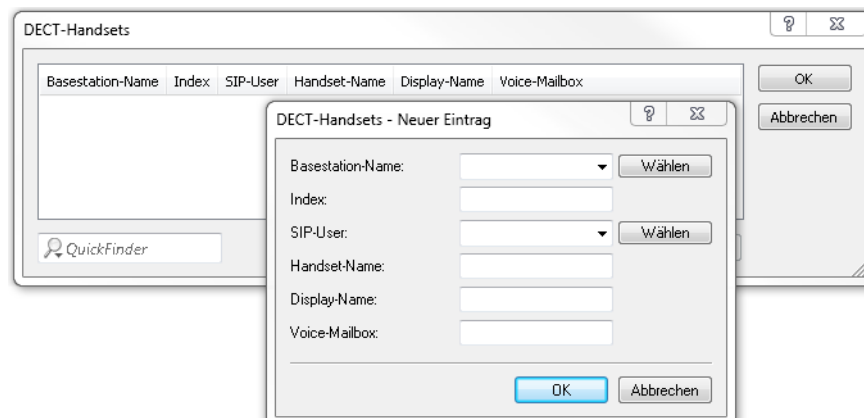 DECT-Handsets
Basestation-Name Index SIP-User Handset-Name Display-Name Voice-Mailbox
OK
Abbrechen
QuickFinder
DECT-Handsets - Neuer Eintrag
Basestation-Name: Wählen
Index:
SIP-User: Wählen
Handset-Name:
Display-Name:
Voice-Mailbox:
OK Abbrechen